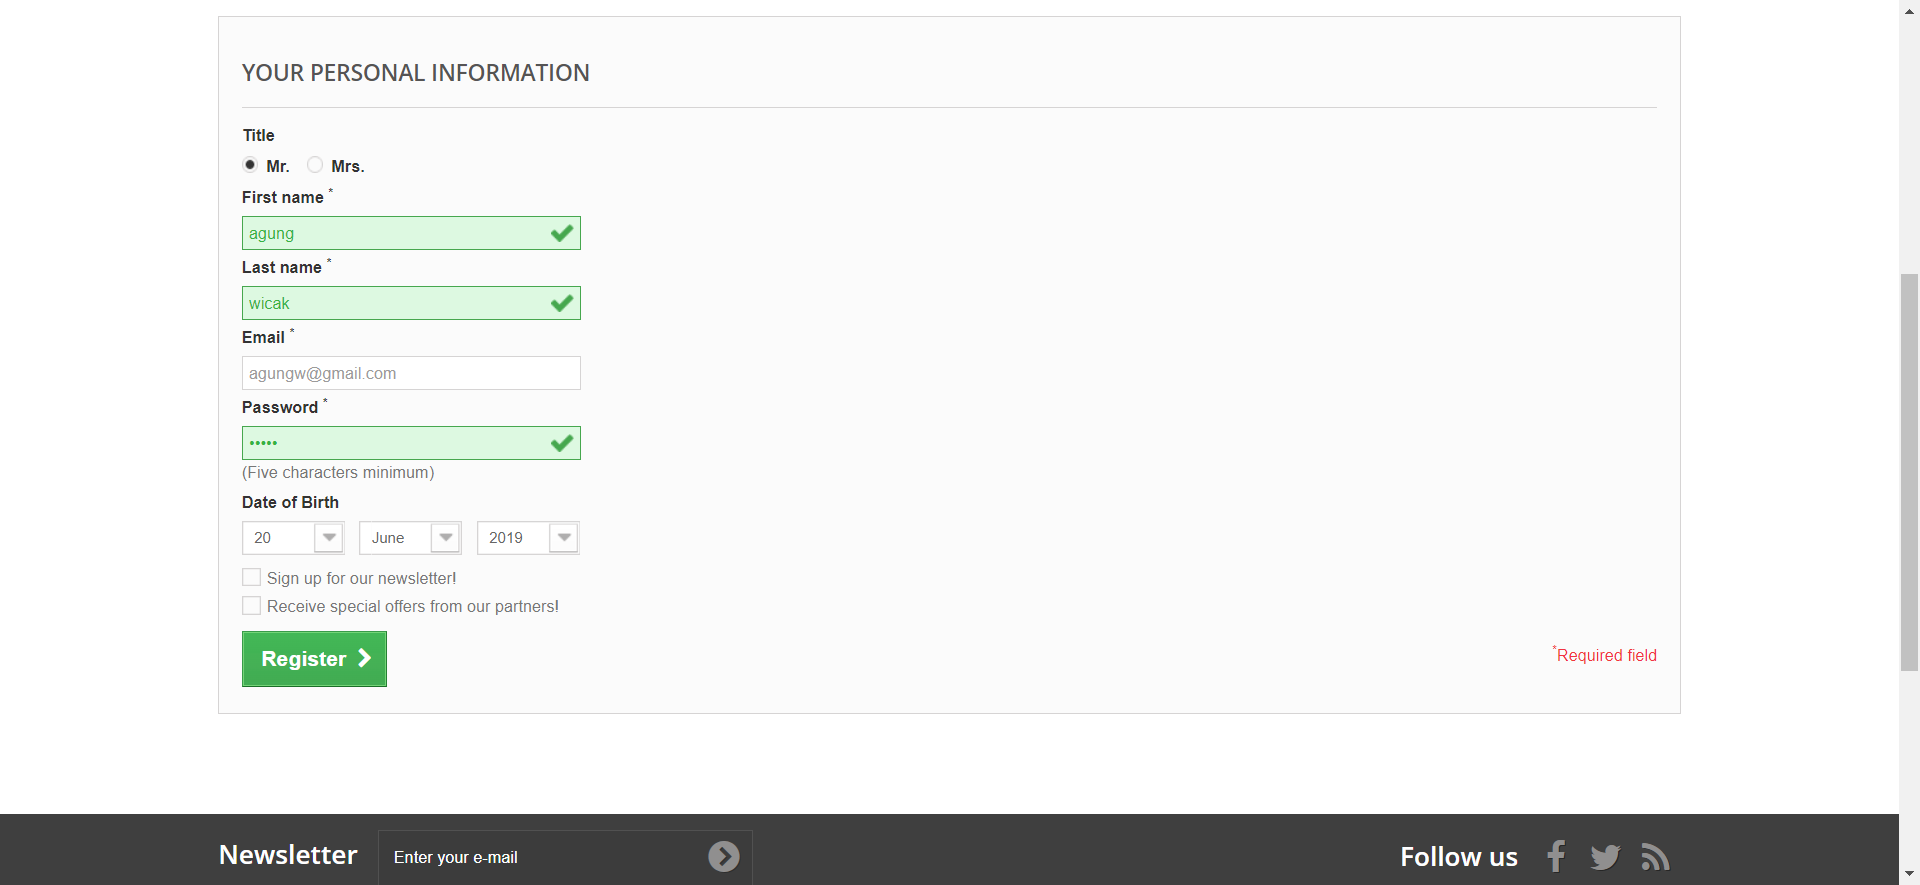 YOUR PERSONAL INFORMATION
Title
Mr. Mrs.
First name *
agung
Last name *
wicak
Email *
agungw@gmail.com
Password *
•••••
(Five characters minimum)
Date of Birth
20 June 2019
Sign up for our newsletter!
Receive special offers from our partners!
Register
*Required field
Newsletter Enter your e-mail Follow us